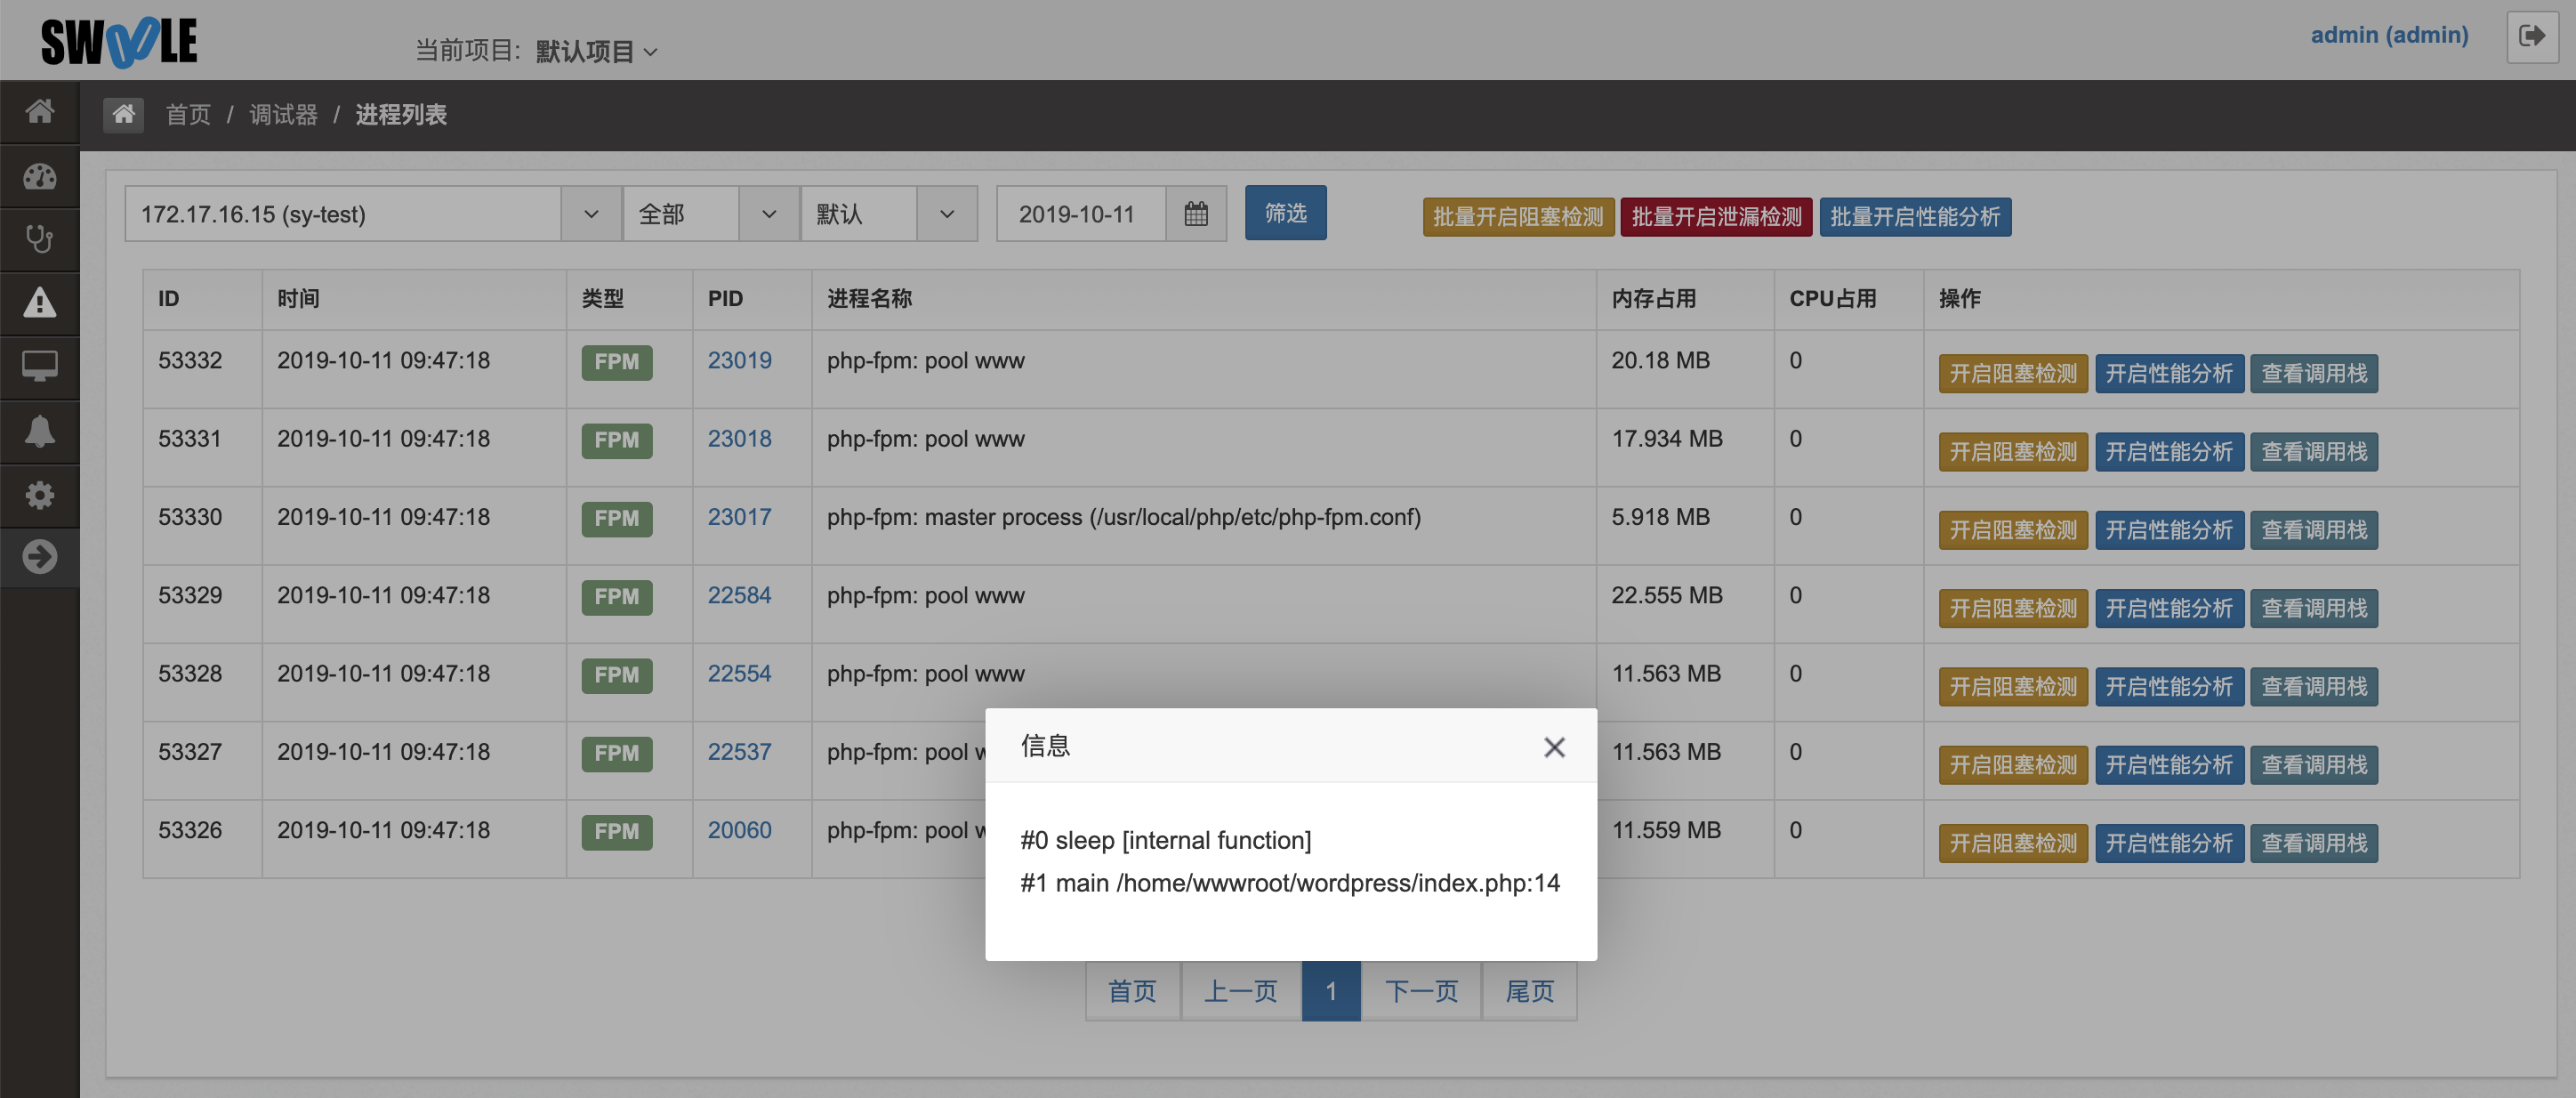 SWOOLE
当前项目: 默认项目
admin (admin)
首页 / 调试器 / 进程列表
172.17.16.15 (sy-test) 全部 默认 2019-10-11 筛选 批量开启阻塞检测 批量开启泄漏检测 批量开启性能分析
ID 时间 类型 PID 进程名称 内存占用 CPU占用 操作
53332 2019-10-11 09:47:18 FPM 23019 php-fpm: pool www 20.18 MB 0 开启阻塞检测 开启性能分析 查看调用栈
53331 2019-10-11 09:47:18 FPM 23018 php-fpm: pool www 17.934 MB 0 开启阻塞检测 开启性能分析 查看调用栈
53330 2019-10-11 09:47:18 FPM 23017 php-fpm: master process (/usr/local/php/etc/php-fpm.conf) 5.918 MB 0 开启阻塞检测 开启性能分析 查看调用栈
53329 2019-10-11 09:47:18 FPM 22584 php-fpm: pool www 22.555 MB 0 开启阻塞检测 开启性能分析 查看调用栈
53328 2019-10-11 09:47:18 FPM 22554 php-fpm: pool www 11.563 MB 0 开启阻塞检测 开启性能分析 查看调用栈
53327 2019-10-11 09:47:18 FPM 22537 php-fpm: pool 11.563 MB 0 开启阻塞检测 开启性能分析 查看调用栈
53326 2019-10-11 09:47:18 FPM 20060 php-fpm: pool 11.559 MB 0 开启阻塞检测 开启性能分析 查看调用栈
信息
#0 sleep [internal function]
#1 main /home/wwwroot/wordpress/index.php:14
首页 上一页 1 下一页 尾页